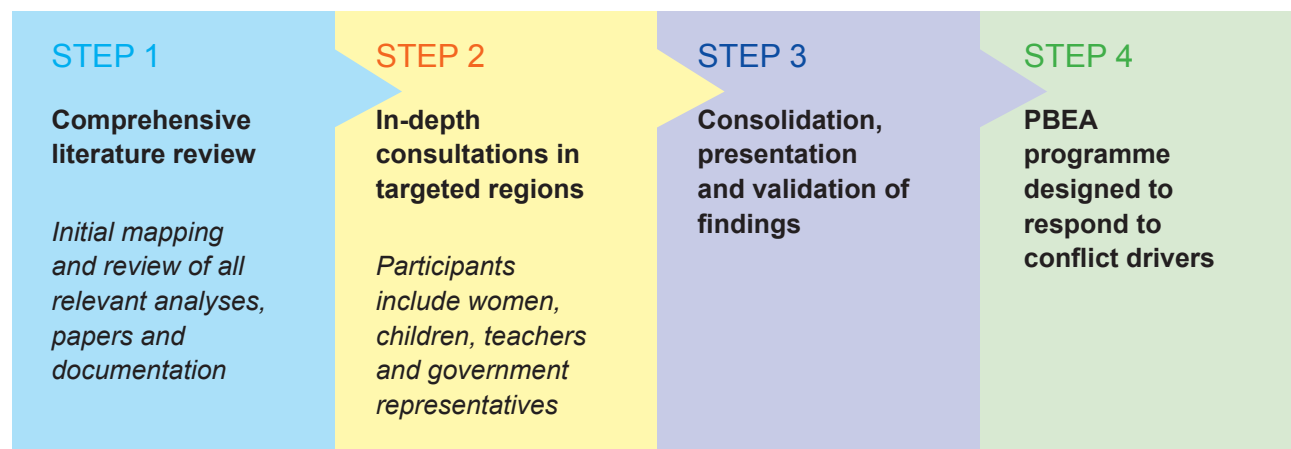 STEP 1
Comprehensive
literature review
Initial mapping
and review of all
relevant analyses,
papers and
documentation
STEP 2
In-depth
consultations in
targeted regions
Participants
include women,
children, teachers
and government
representatives
STEP 3
Consolidation,
presentation
and validation of
findings
STEP 4
PBEA
programme
designed to
respond to
conflict drivers